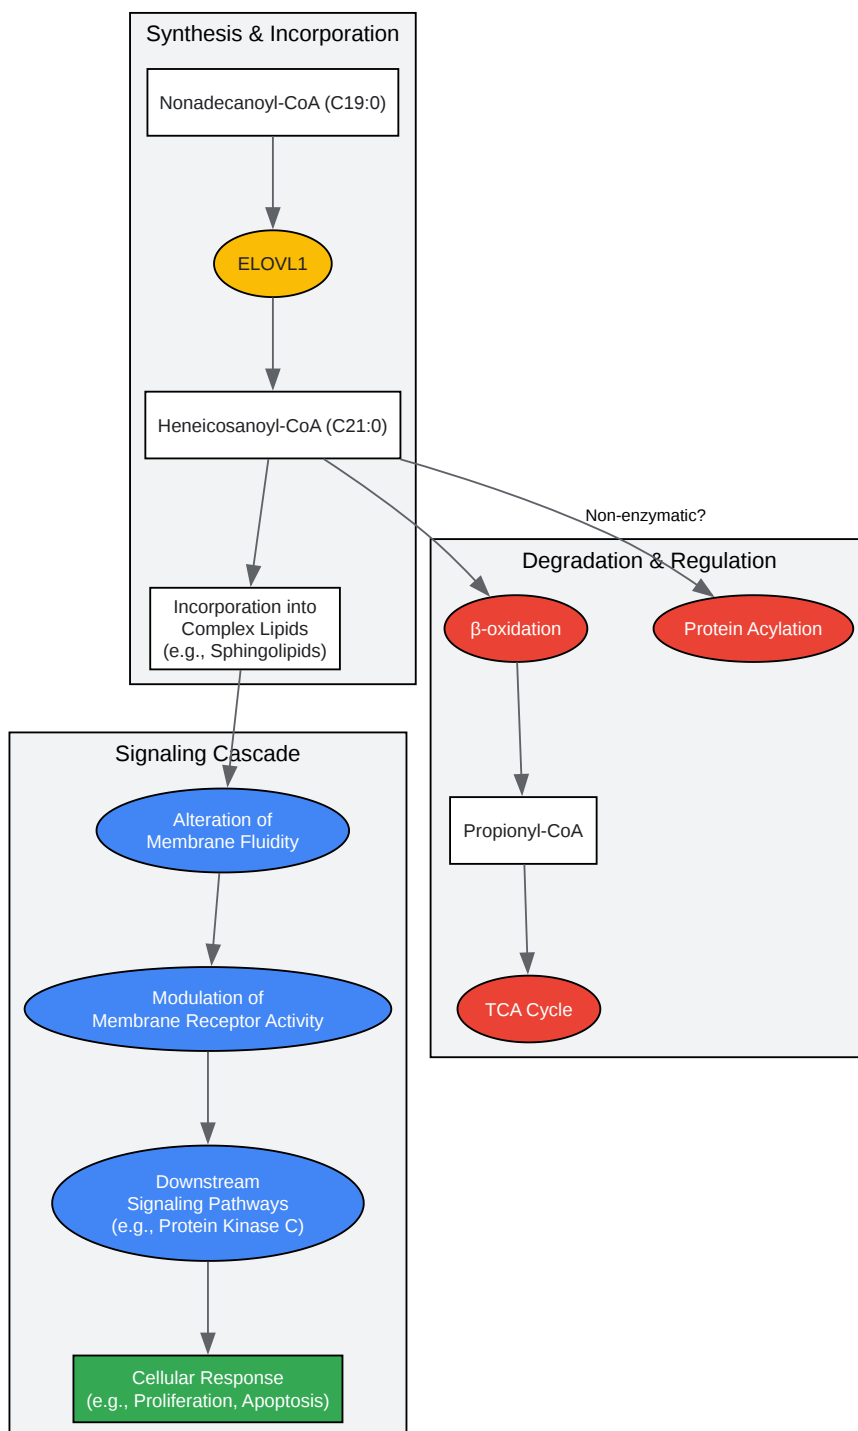 Synthesis & Incorporation
Nonadecanoyl-CoA (C19:0)
ELOVL1
Heneicosanoyl-CoA (C21:0)
Incorporation into
Complex Lipids
(e.g., Sphingolipids)
Non-enzymatic?
Degradation & Regulation
β-oxidation
Protein Acylation
Propionyl-CoA
TCA Cycle
Signaling Cascade
Alteration of
Membrane Fluidity
Modulation of
Membrane Receptor Activity
Downstream
Signaling Pathways
(e.g., Protein Kinase C)
Cellular Response
(e.g., Proliferation, Apoptosis)